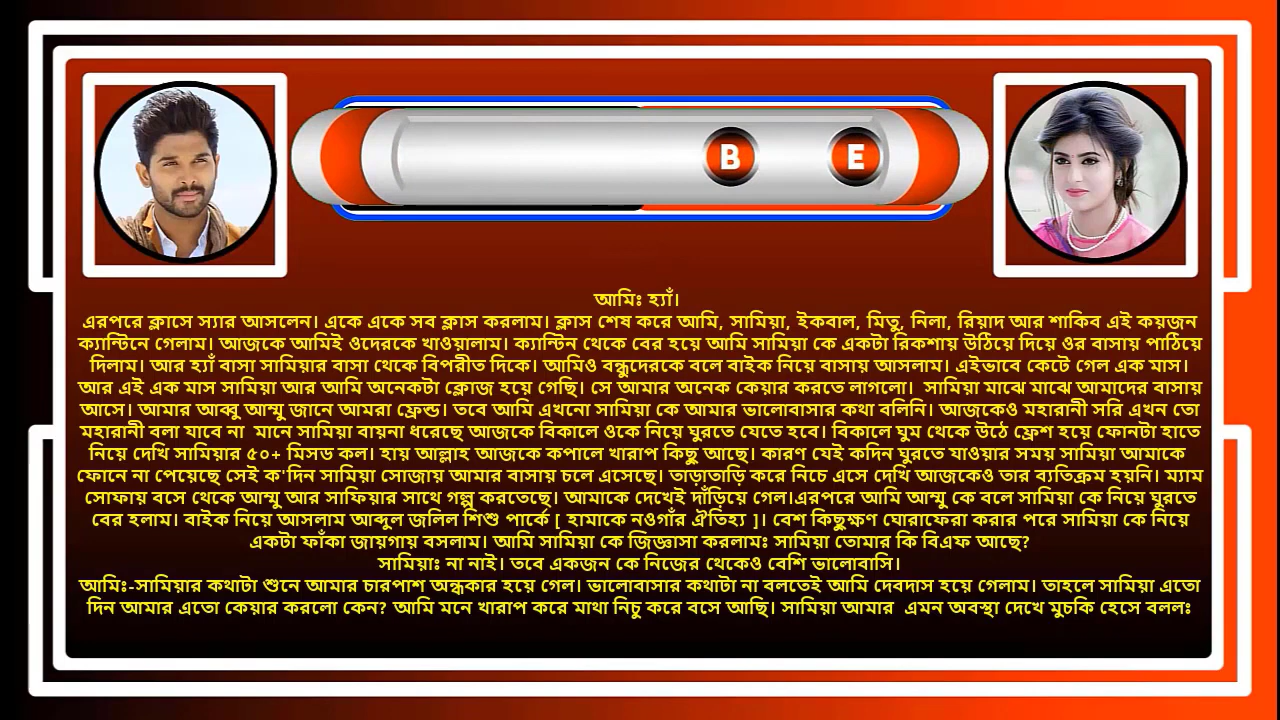 B E
আমিঃ হ্যাঁ।
এরপরে ক্লাসে স্যার আসলেন। একে একে সব ক্লাস করলাম। ক্লাস শেষ করে আমি, সামিয়া, ইকবাল, মিতু, নিলা, রিয়াদ আর শাকিব এই কয়জন
ক্যান্টিনে গেলাম। আজকে আমিই ওদেরকে খাওয়ালাম। ক্যান্টিন থেকে বের হয়ে আমি সামিয়া কে একটা রিকশায় উঠিয়ে দিয়ে ওর বাসায় পাঠিয়ে
দিলাম। আর হ্যাঁ বাসা সামিয়ার বাসা থেকে বিপরীত দিকে। আমিও বন্ধুদেরকে বলে বাইক নিয়ে বাসায় আসলাম। এইভাবে কেটে গেল এক মাস।
আর এই এক মাস সামিয়া আর আমি অনেকটা ক্লোজ হয়ে গেছি। সে আমার অনেক কেয়ার করতে লাগলো। সামিয়া মাঝে মাঝে আমাদের বাসায়
আসে। আমার আব্বু আম্মু জানে আমরা ফ্রেন্ড। তবে আমি এখনো সামিয়া কে আমার ভালোবাসার কথা বলিনি। আজকেও মহারানী সরি এখন তো
মহারানী বলা যাবে না মানে সামিয়া বায়না ধরেছে আজকে বিকালে ওকে নিয়ে ঘুরতে যেতে হবে। বিকালে ঘুম থেকে উঠে ফ্রেশ হয়ে ফোনটা হাতে
নিয়ে দেখি সামিয়ার ৫০+ মিসড কল। হায় আল্লাহ আজকে কপালে খারাপ কিছু আছে। কারণ যেই কদিন ঘুরতে যাওয়ার সময় সামিয়া আমাকে
ফোনে না পেয়েছে সেই ক'দিন সামিয়া সোজায় আমার বাসায় চলে এসেছে। তাড়াতাড়ি করে নিচে এসে দেখি আজকেও তার ব্যতিক্রম হয়নি। ম্যাম
সোফায় বসে থেকে আম্মু আর সাফিয়ার সাথে গল্প করতেছে। আমাকে দেখেই দাঁড়িয়ে গেল।এরপরে আমি আম্মু কে বলে সামিয়া কে নিয়ে ঘুরতে
বের হলাম। বাইক নিয়ে আসলাম আব্দুল জলিল শিশু পার্কে [ হামাকে নওগাঁর ঐতিহ্য ]। বেশ কিছুক্ষণ ঘোরাফেরা করার পরে সামিয়া কে নিয়ে
একটা ফাঁকা জায়গায় বসলাম। আমি সামিয়া কে জিজ্ঞাসা করলামঃ সামিয়া তোমার কি বিএফ আছে?
সামিয়াঃ না নাই। তবে একজন কে নিজের থেকেও বেশি ভালোবাসি।
আমিঃ-সামিয়ার কথাটা শুনে আমার চারপাশ অন্ধকার হয়ে গেল। ভালোবাসার কথাটা না বলতেই আমি দেবদাস হয়ে গেলাম। তাহলে সামিয়া এতো
দিন আমার এতো কেয়ার করলো কেন? আমি মনে খারাপ করে মাথা নিচু করে বসে আছি। সামিয়া আমার এমন অবস্থা দেখে মুচকি হেসে বললঃ